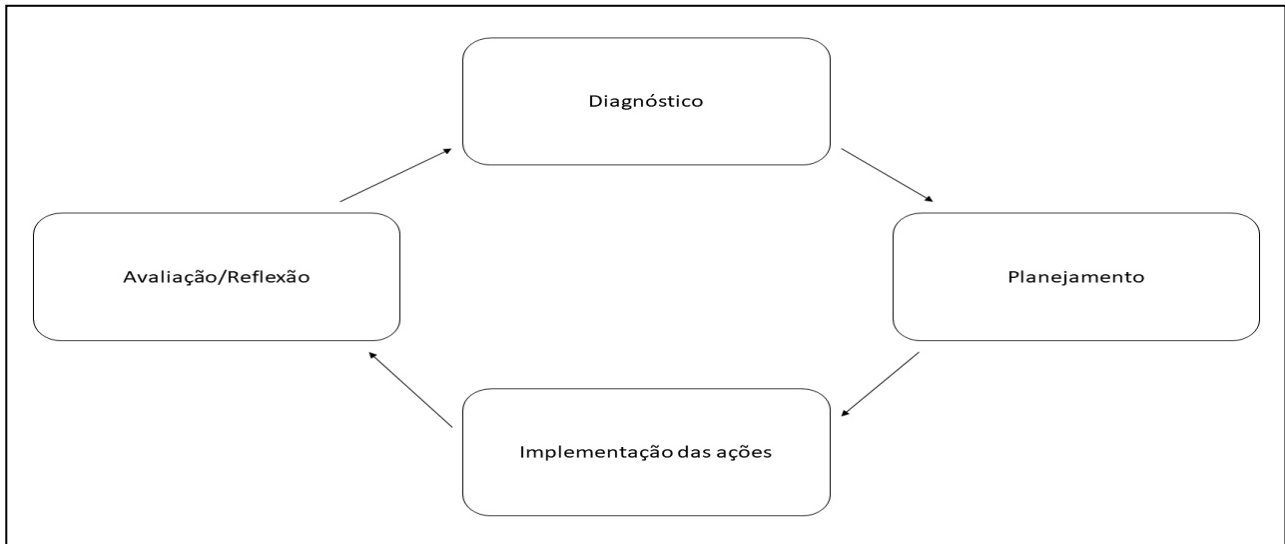 Diagnóstico
Avaliação/Reflexão
Planejamento
Implementação das ações